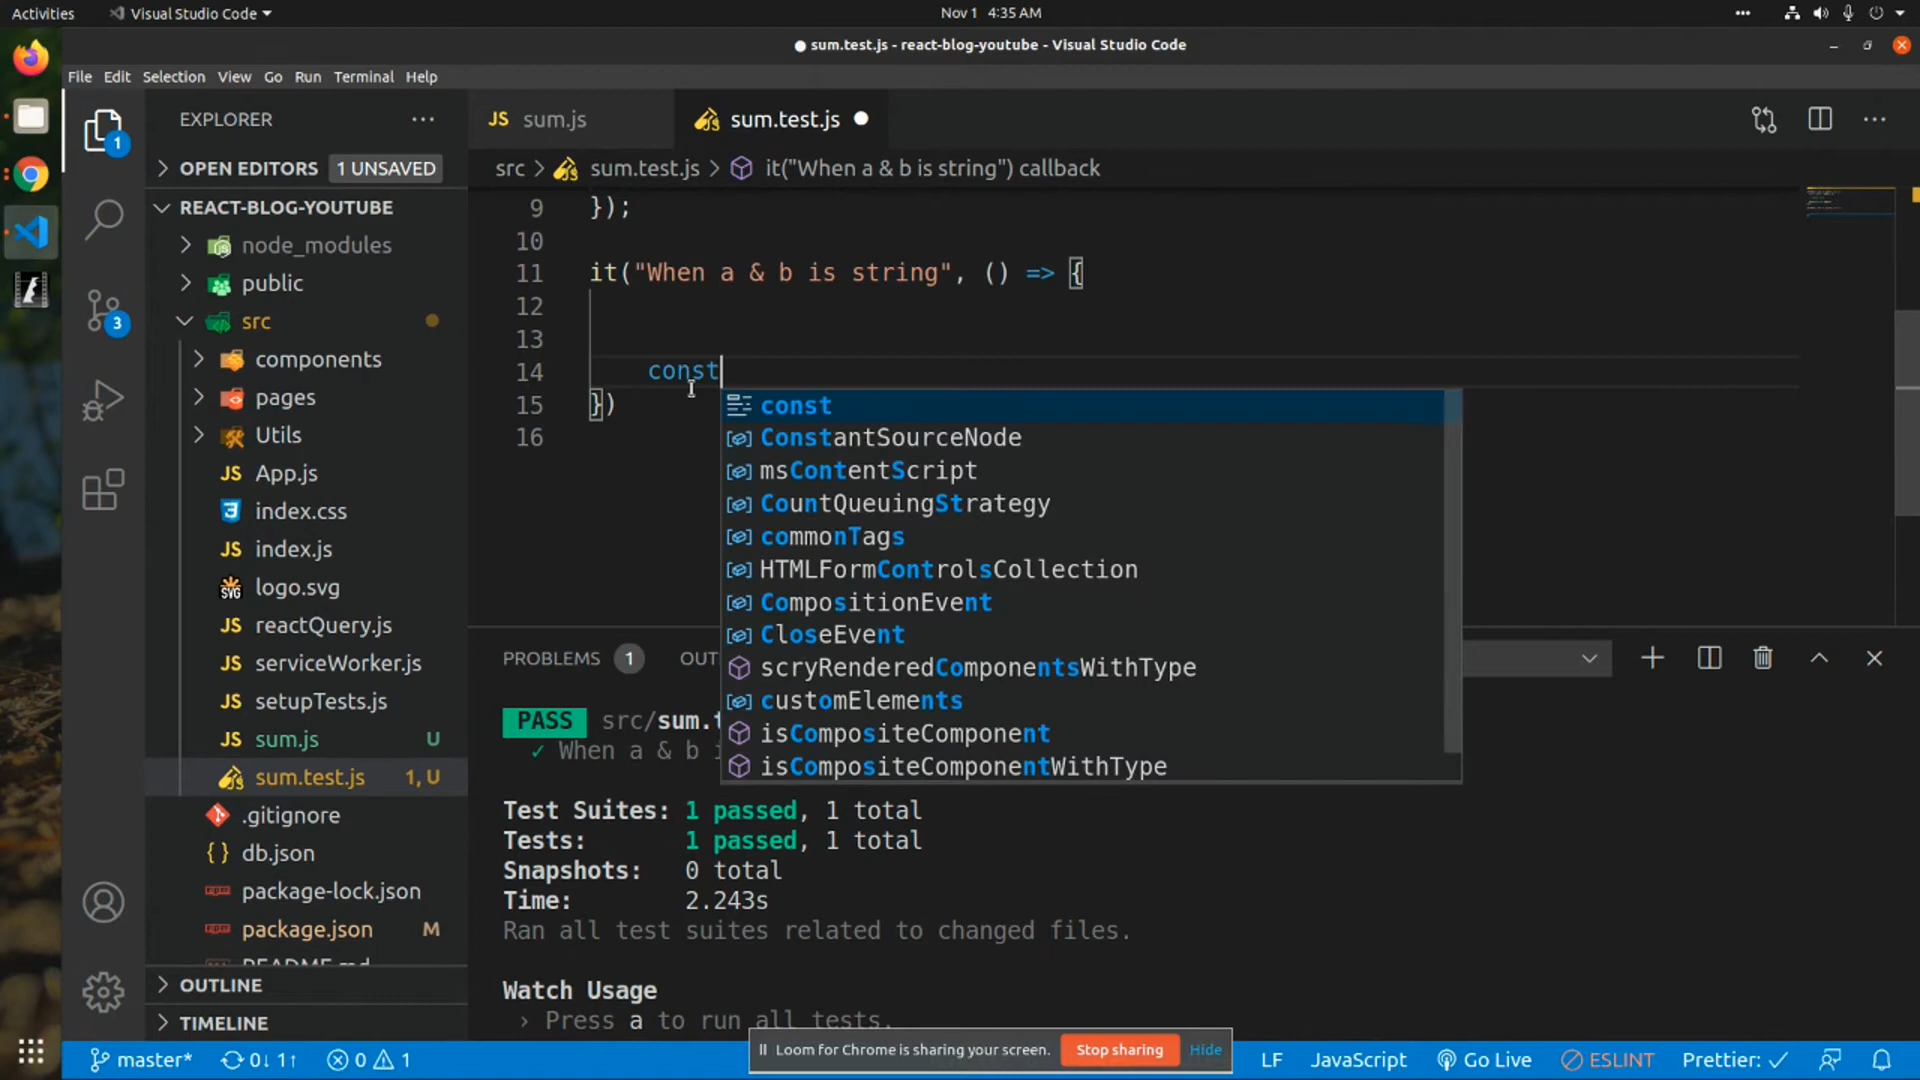 Activities
Visual Studio Code
Nov 1 4:35 AM
● sum.test.js - react-blog-youtube - Visual Studio Code
File Edit Selection View Go Run Terminal Help
EXPLORER
JS sum.js
sum.test.js
OPEN EDITORS 1 UNSAVED
src > sum.test.js > it("When a & b is string") callback
REACT-BLOG-YOUTUBE
node_modules
public
src
components
pages
Utils
JS App.js
index.css
JS index.js
logo.svg
JS reactQuery.js
JS serviceWorker.js
JS setupTests.js
JS sum.js U
sum.test.js 1, U
.gitignore
{ } db.json
package-lock.json
package.json M
README.md
OUTLINE
TIMELINE
1
3
9 });
10
11 it("When a & b is string", () => {
12
13
14 const
15 })
16
const
ConstantSourceNode
msContentScript
CountQueuingStrategy
commonTags
HTMLFormControlsCollection
CompositionEvent
CloseEvent
scryRenderedComponentsWithType
customElements
isCompositeComponent
isCompositeComponentWithType
PROBLEMS 1
PASS src/sum.
✓ When a & b
Test Suites: 1 passed, 1 total
Tests: 1 passed, 1 total
Snapshots: 0 total
Time: 2.243s
Ran all test suites related to changed files.
Watch Usage
› Press a to run all tests.
Loom for Chrome is sharing your screen. Stop sharing Hide
master* 0↓ 1↑ 0 1
LF JavaScript Go Live ESLINT Prettier: ✓